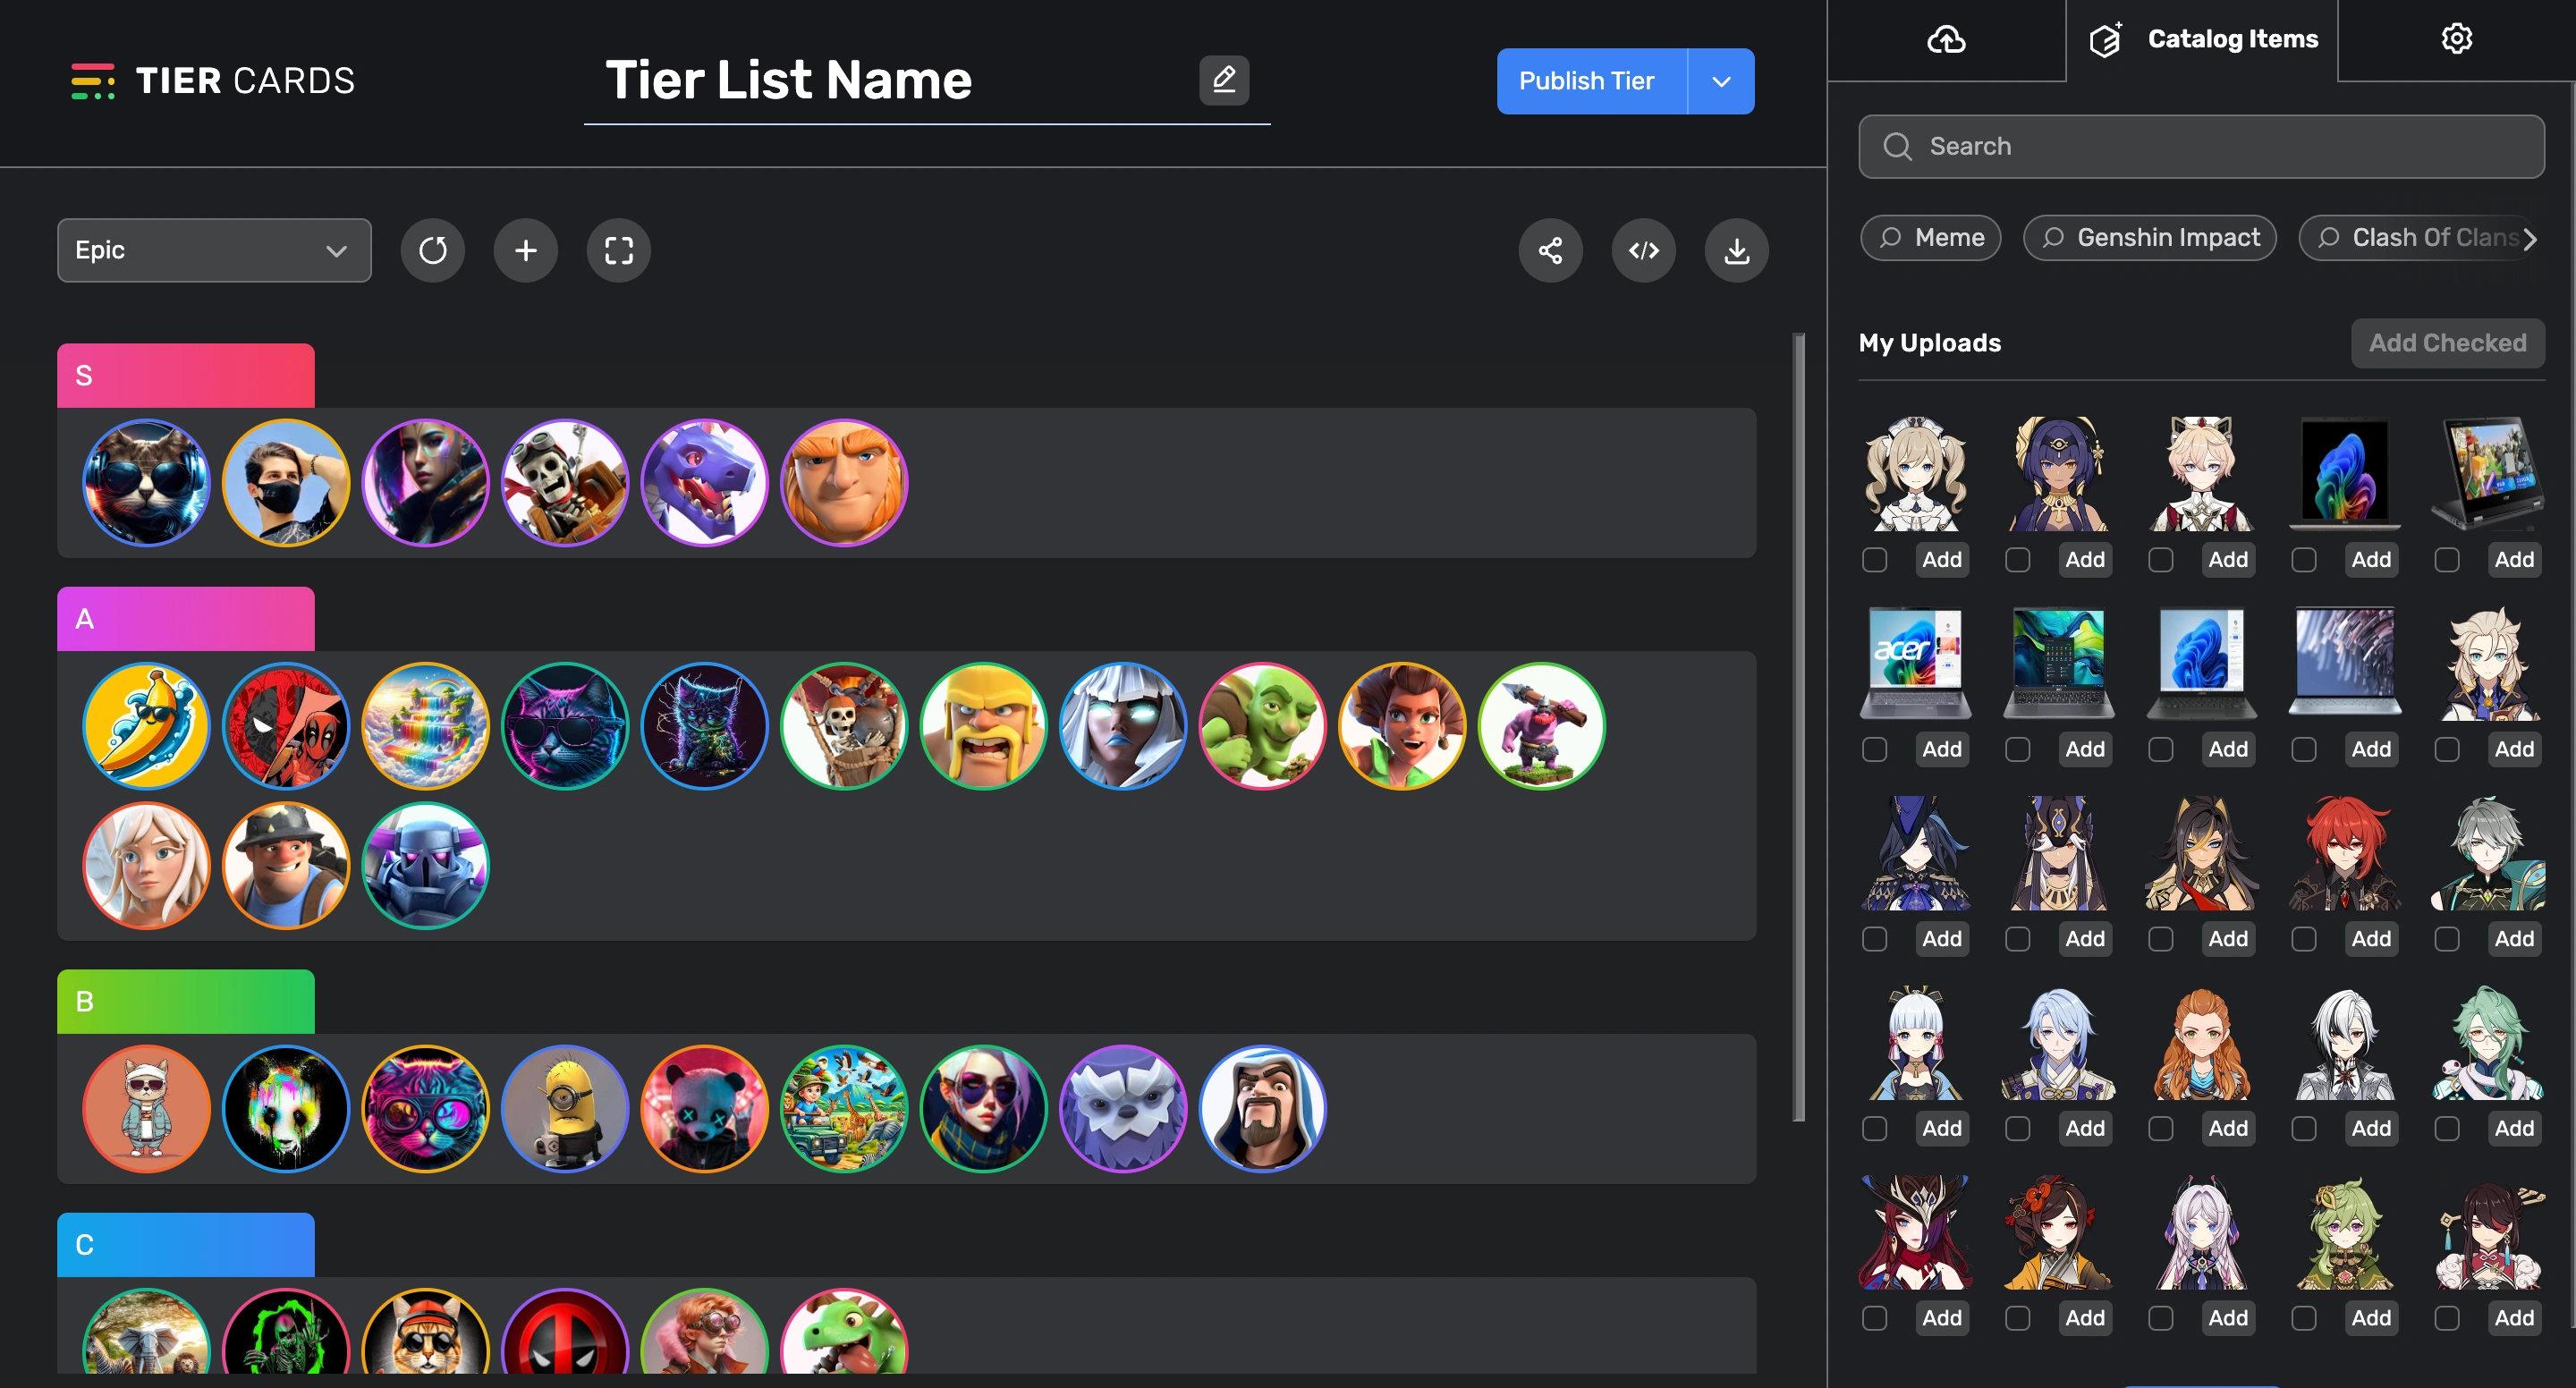 TIER CARDS
Tier List Name
Publish Tier
Epic
S
A
B
C
Catalog Items
Search
Meme
Genshin Impact
Clash Of Clans
My Uploads
Add Checked
Add Add Add Add Add
acer
Add Add Add Add Add
Add Add Add Add Add
Add Add Add Add Add
Add Add Add Add Add